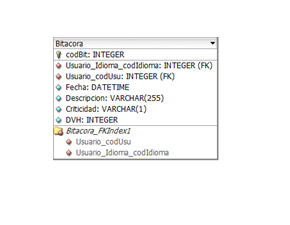 Bitacora
codBit: INTEGER
Usuario_Idioma_codIdioma: INTEGER (FK)
Usuario_codUsu: INTEGER (FK)
Fecha: DATETIME
Descripcion: VARCHAR(255)
Criticidad: VARCHAR(1)
DVH: INTEGER
Bitacora_FKIndex1
Usuario_codUsu
Usuario_Idioma_codIdioma